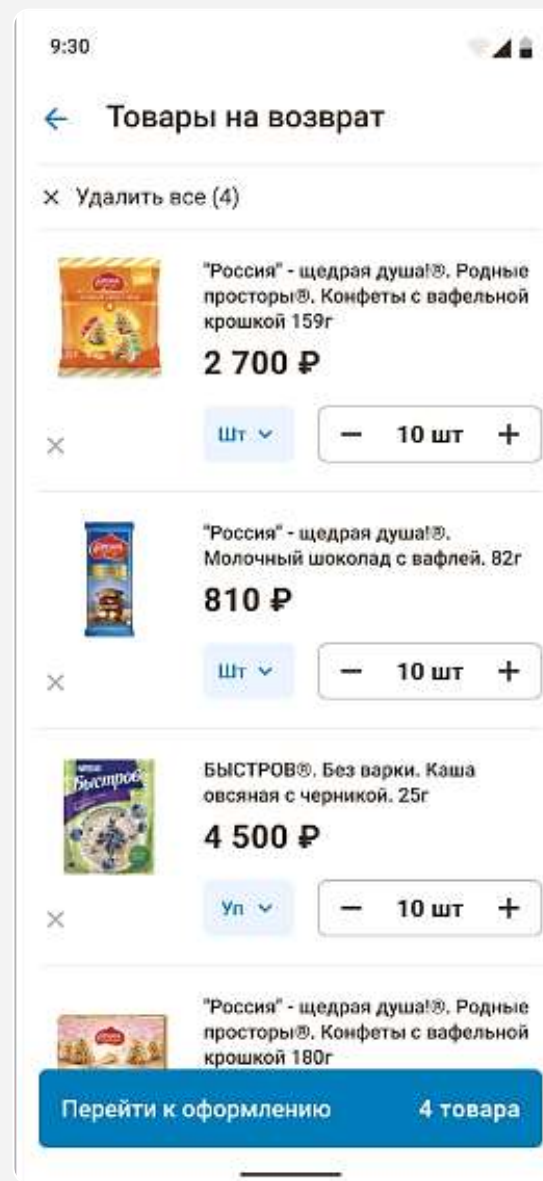 9:30
Товары на возврат
Удалить все (4)
"Россия" - щедрая душа!®. Родные
просторы®. Конфеты с вафельной
крошкой 159г
2 700 ₽
Шт
10 шт
"Россия" - щедрая душа!®.
Молочный шоколад с вафлей. 82г
810 ₽
Шт
10 шт
Быстров
БЫСТРОВ®. Без варки. Каша
овсяная с черникой. 25г
4 500 ₽
Уп
10 шт
"Россия" - щедрая душа!®. Родные
просторы®. Конфеты с вафельной
крошкой 180г
Перейти к оформлению
4 товара